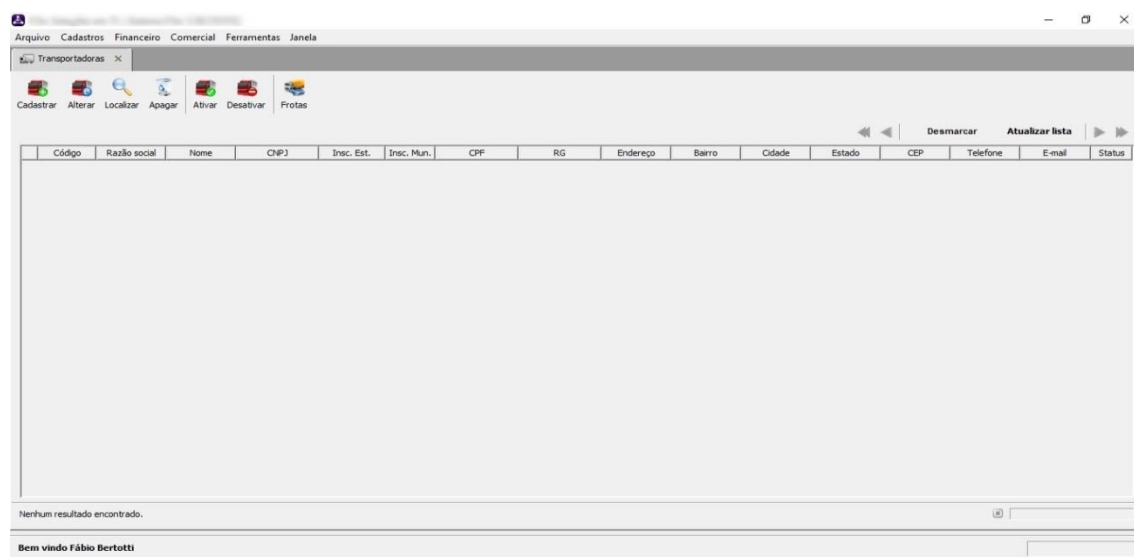 Arquivo Cadastros Financeiro Comercial Ferramentas Janela
Transportadoras
Cadastrar Alterar Localizar Apagar Ativar Desativar Frotas
Desmarcar Atualizar lista
Código Razão social Nome CNPJ Insc. Est. Insc. Mun. CPF RG Endereço Bairro Cidade Estado CEP Telefone E-mail Status
Nenhum resultado encontrado.
Bem vindo Fábio Bertotti